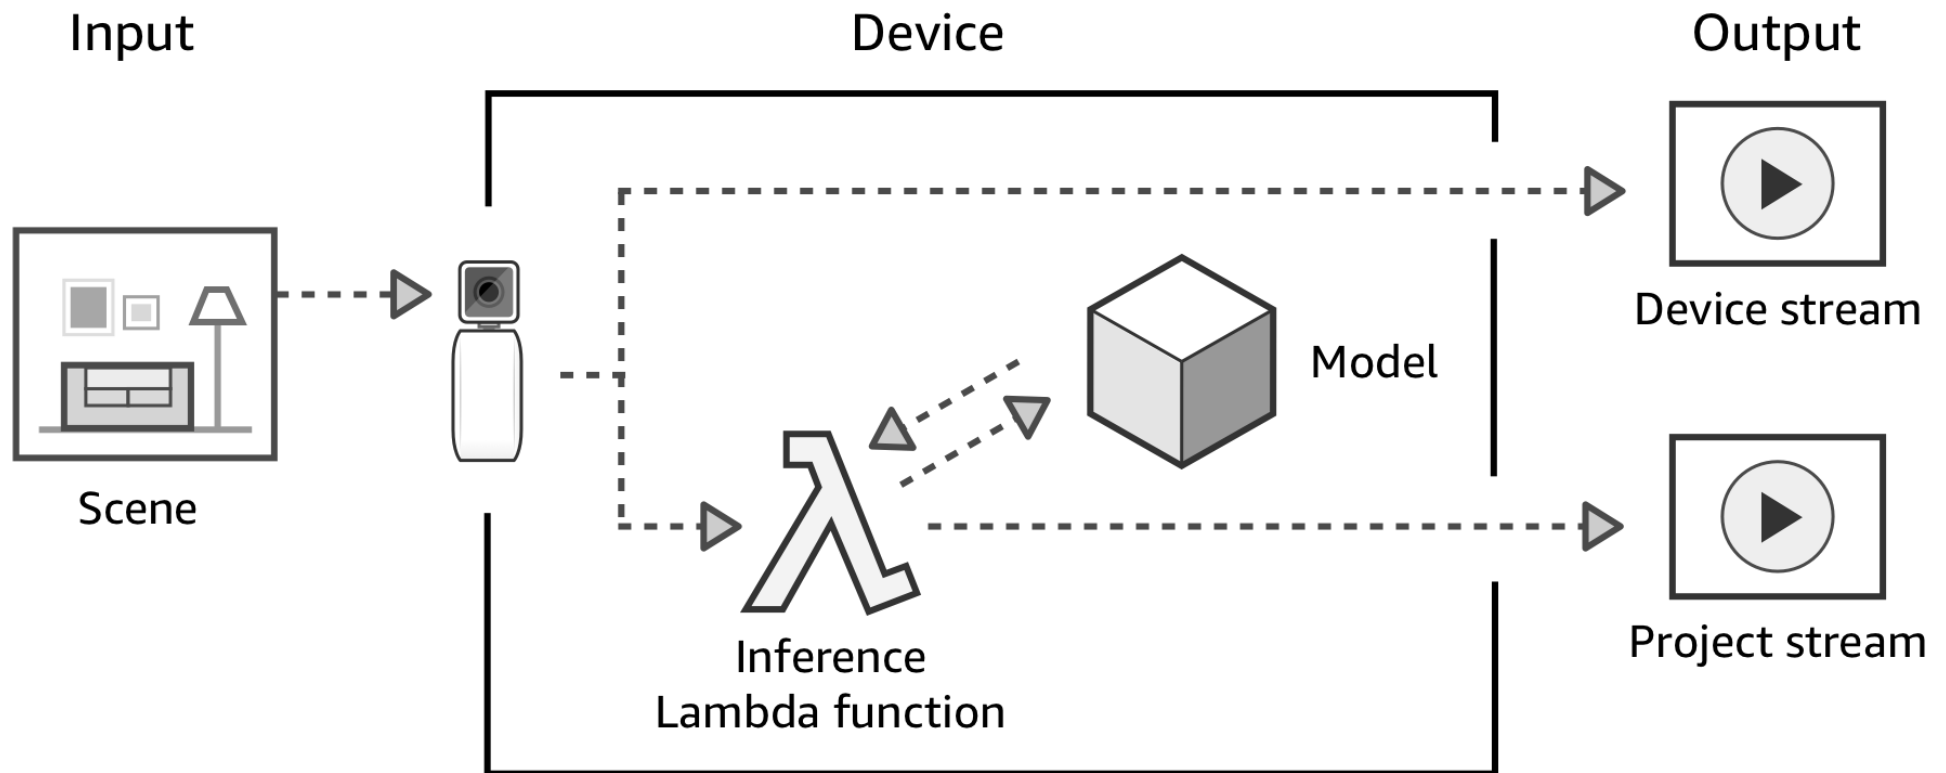 Input
Device
Output
Scene
Model
Device stream
Inference
Lambda function
Project stream